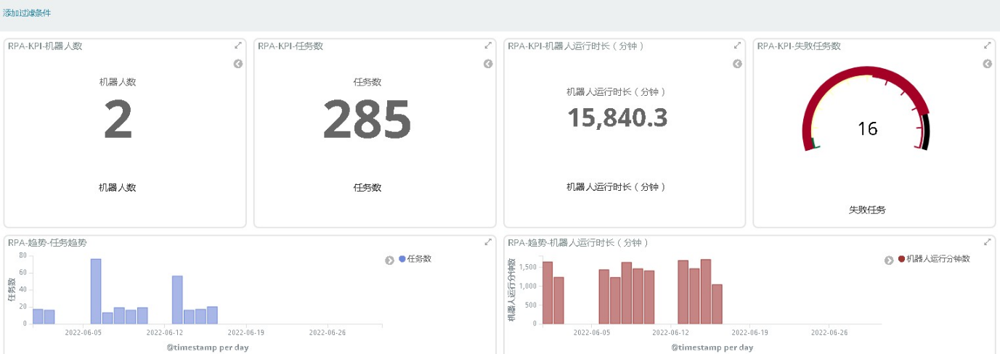 添加过滤条件
RPA-KPI-机器人数
机器人数
2
机器人数
RPA-KPI-任务数
任务数
285
任务数
RPA-KPI-机器人运行时长（分钟）
机器人运行时长（分钟）
15,840.3
机器人运行时长（分钟）
RPA-KPI-失败任务数
16
失败任务
RPA-趋势-任务趋势
任务数
80
60
40
20
0
2022-06-05 2022-06-12 2022-06-19 2022-06-26
@timestamp per day
任务数
RPA-趋势-机器人运行时长（分钟）
机器人运行分钟数
1,500
1,000
500
0
2022-06-05 2022-06-12 2022-06-19 2022-06-26
@timestamp per day
机器人运行分钟数